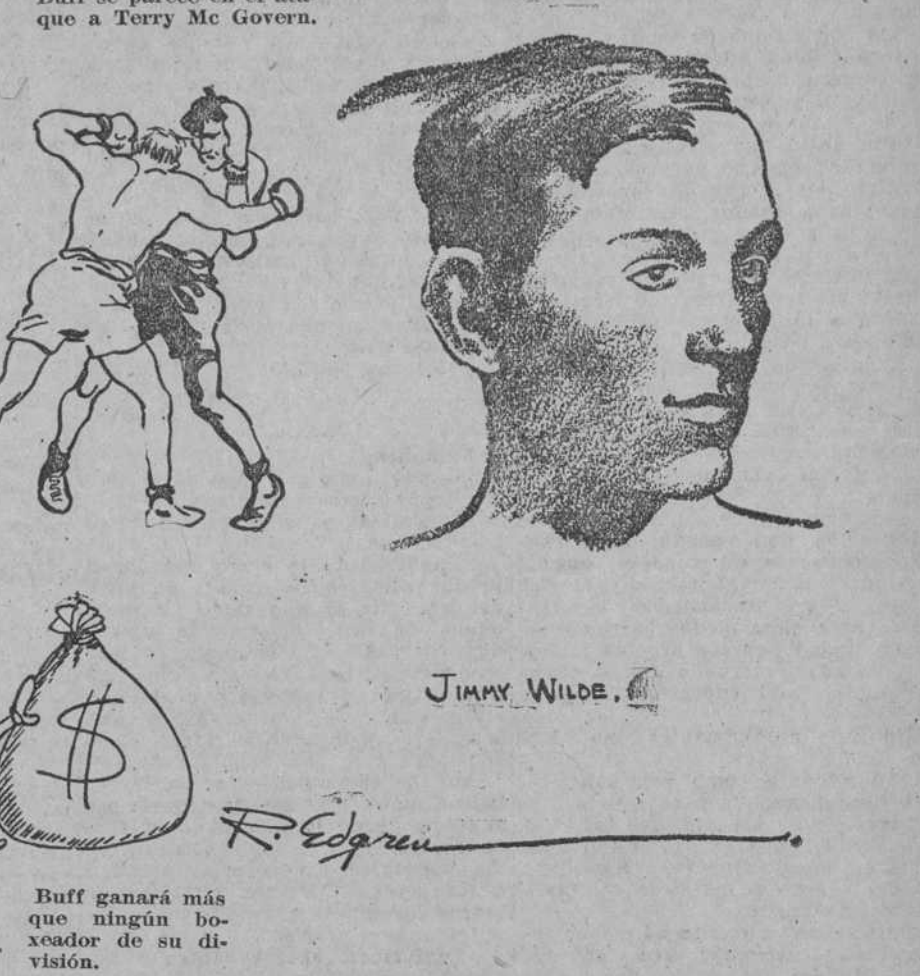 Buff se parece en el ata-
que a Terry Mc Govern.
$
JIMMY WILDE.
R. Edgren
Buff ganará más
que ningún bo-
xeador de su di-
visión.